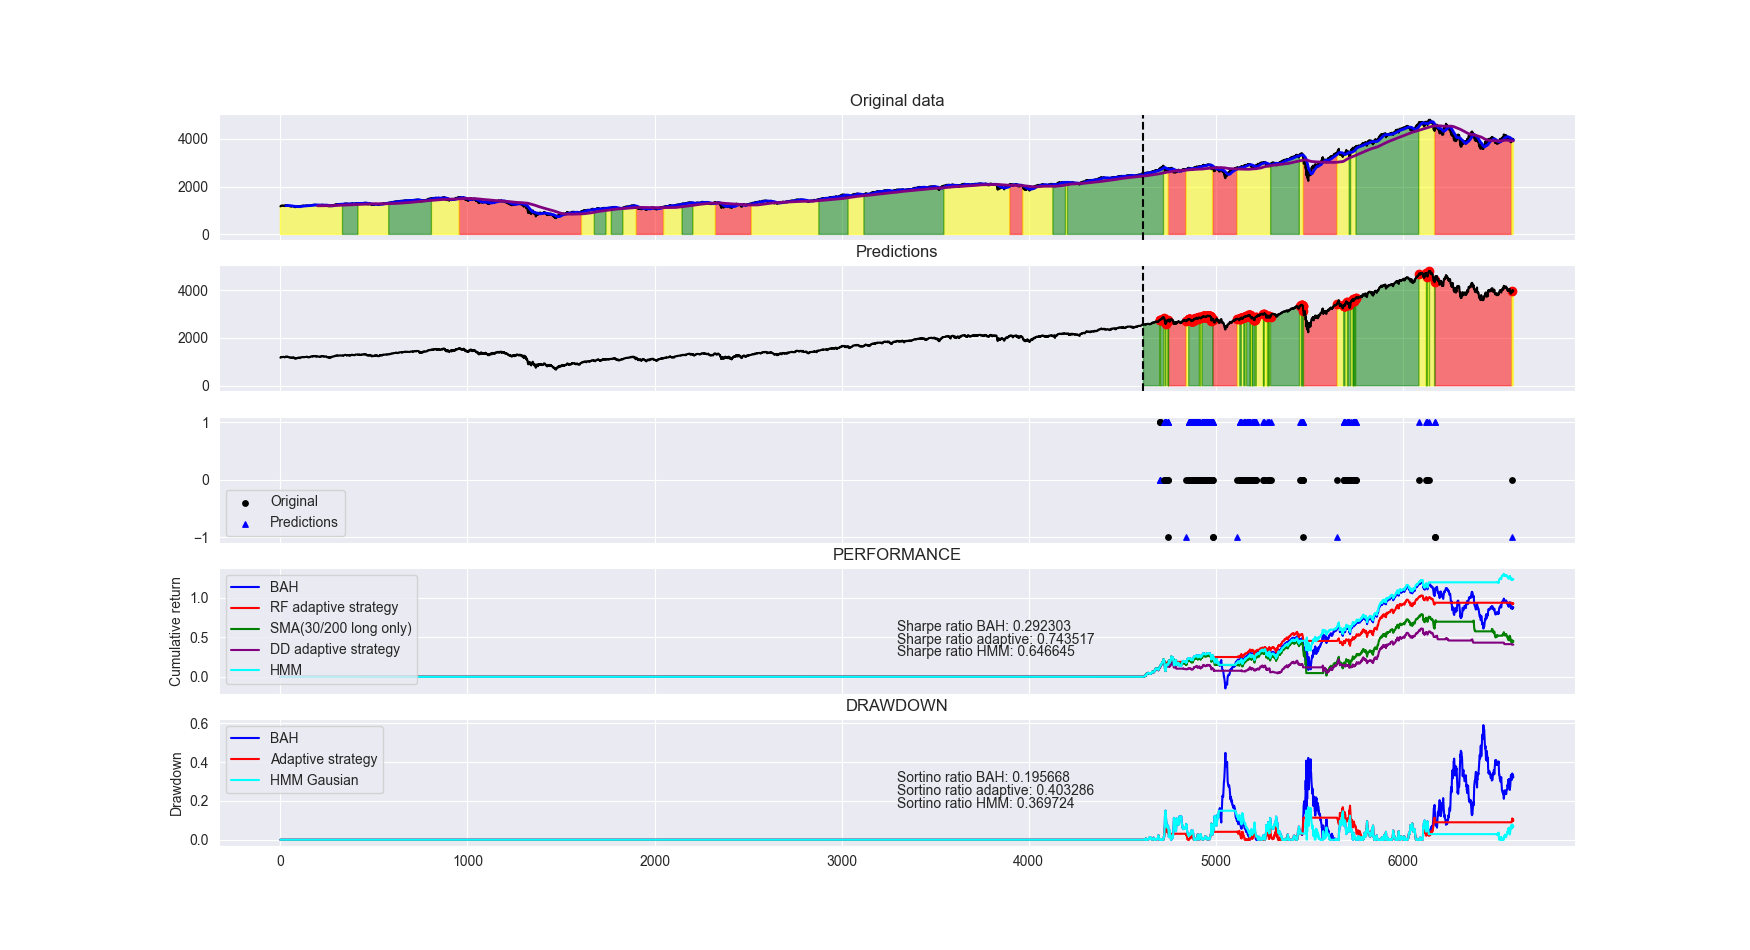 Original data
4000
2000
0
Predictions
4000
2000
0
1
0
−1
Original
Predictions
PERFORMANCE
Cumulative return
1.0
0.5
0.0
BAH
RF adaptive strategy
SMA(30/200 long only)
DD adaptive strategy
HMM
Sharpe ratio BAH: 0.292303
Sharpe ratio adaptive: 0.743517
Sharpe ratio HMM: 0.646645
DRAWDOWN
Drawdown
0.6
0.4
0.2
0.0
BAH
Adaptive strategy
HMM Gaussian
Sortino ratio BAH: 0.195668
Sortino ratio adaptive: 0.403286
Sortino ratio HMM: 0.369724
0 1000 2000 3000 4000 5000 6000